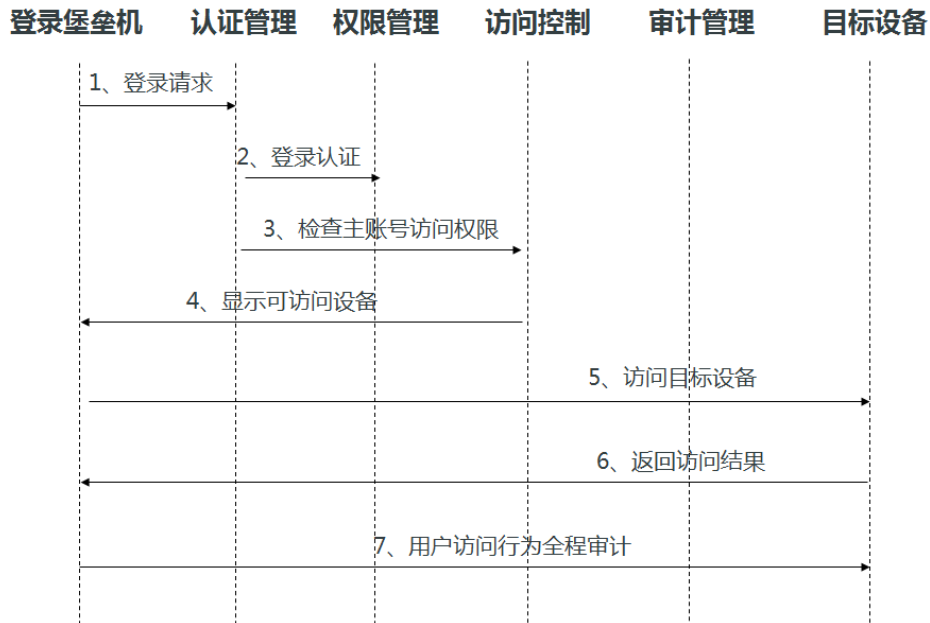 登录堡垒机 认证管理 权限管理 访问控制 审计管理 目标设备
1、登录请求
2、登录认证
3、检查主账号访问权限
4、显示可访问设备
5、访问目标设备
6、返回访问结果
7、用户访问行为全程审计